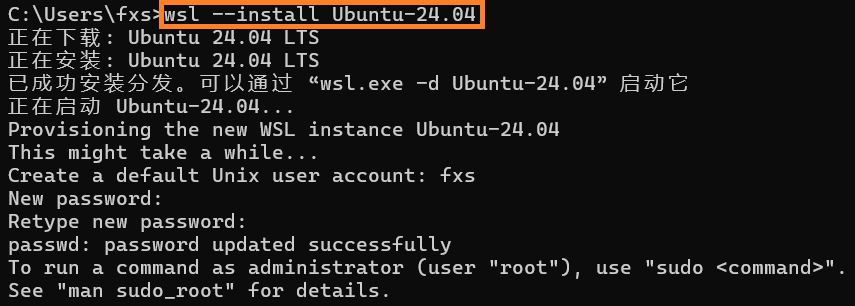 C:\Users\fxs>wsl --install Ubuntu-24.04
正在下载: Ubuntu 24.04 LTS
正在安装: Ubuntu 24.04 LTS
已成功安装分发。可以通过 “wsl.exe -d Ubuntu-24.04” 启动它
正在启动 Ubuntu-24.04...
Provisioning the new WSL instance Ubuntu-24.04
This might take a while...
Create a default Unix user account: fxs
New password:
Retype new password:
passwd: password updated successfully
To run a command as administrator (user "root"), use "sudo <command>".
See "man sudo_root" for details.